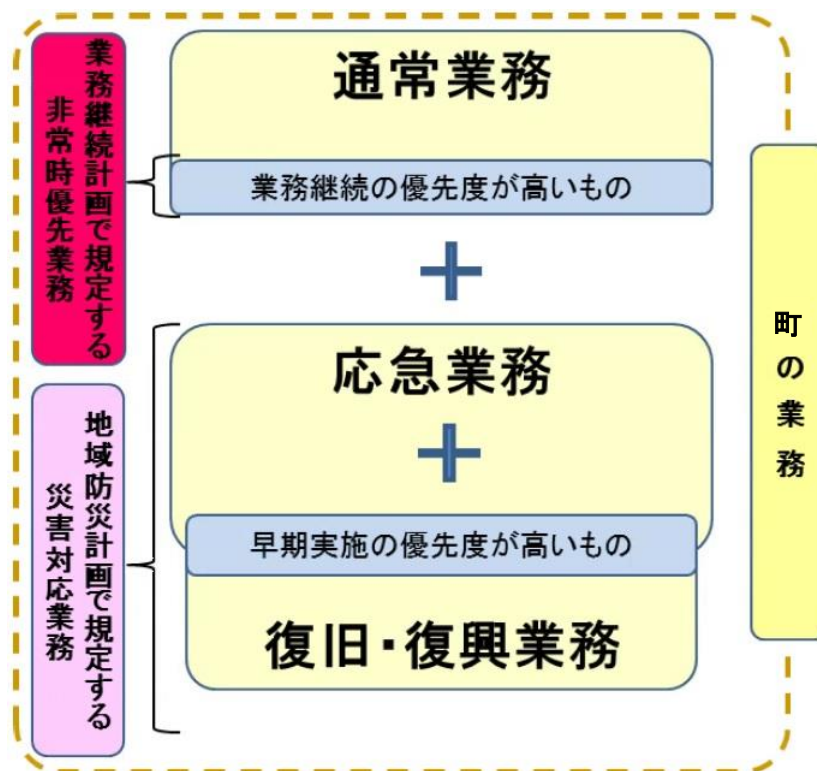 業務継続計画で規定する
非常時優先業務
通常業務
業務継続の優先度が高いもの
応急業務
早期実施の優先度が高いもの
復旧・復興業務
地域防災計画で規定する
災害対応業務
町の業務